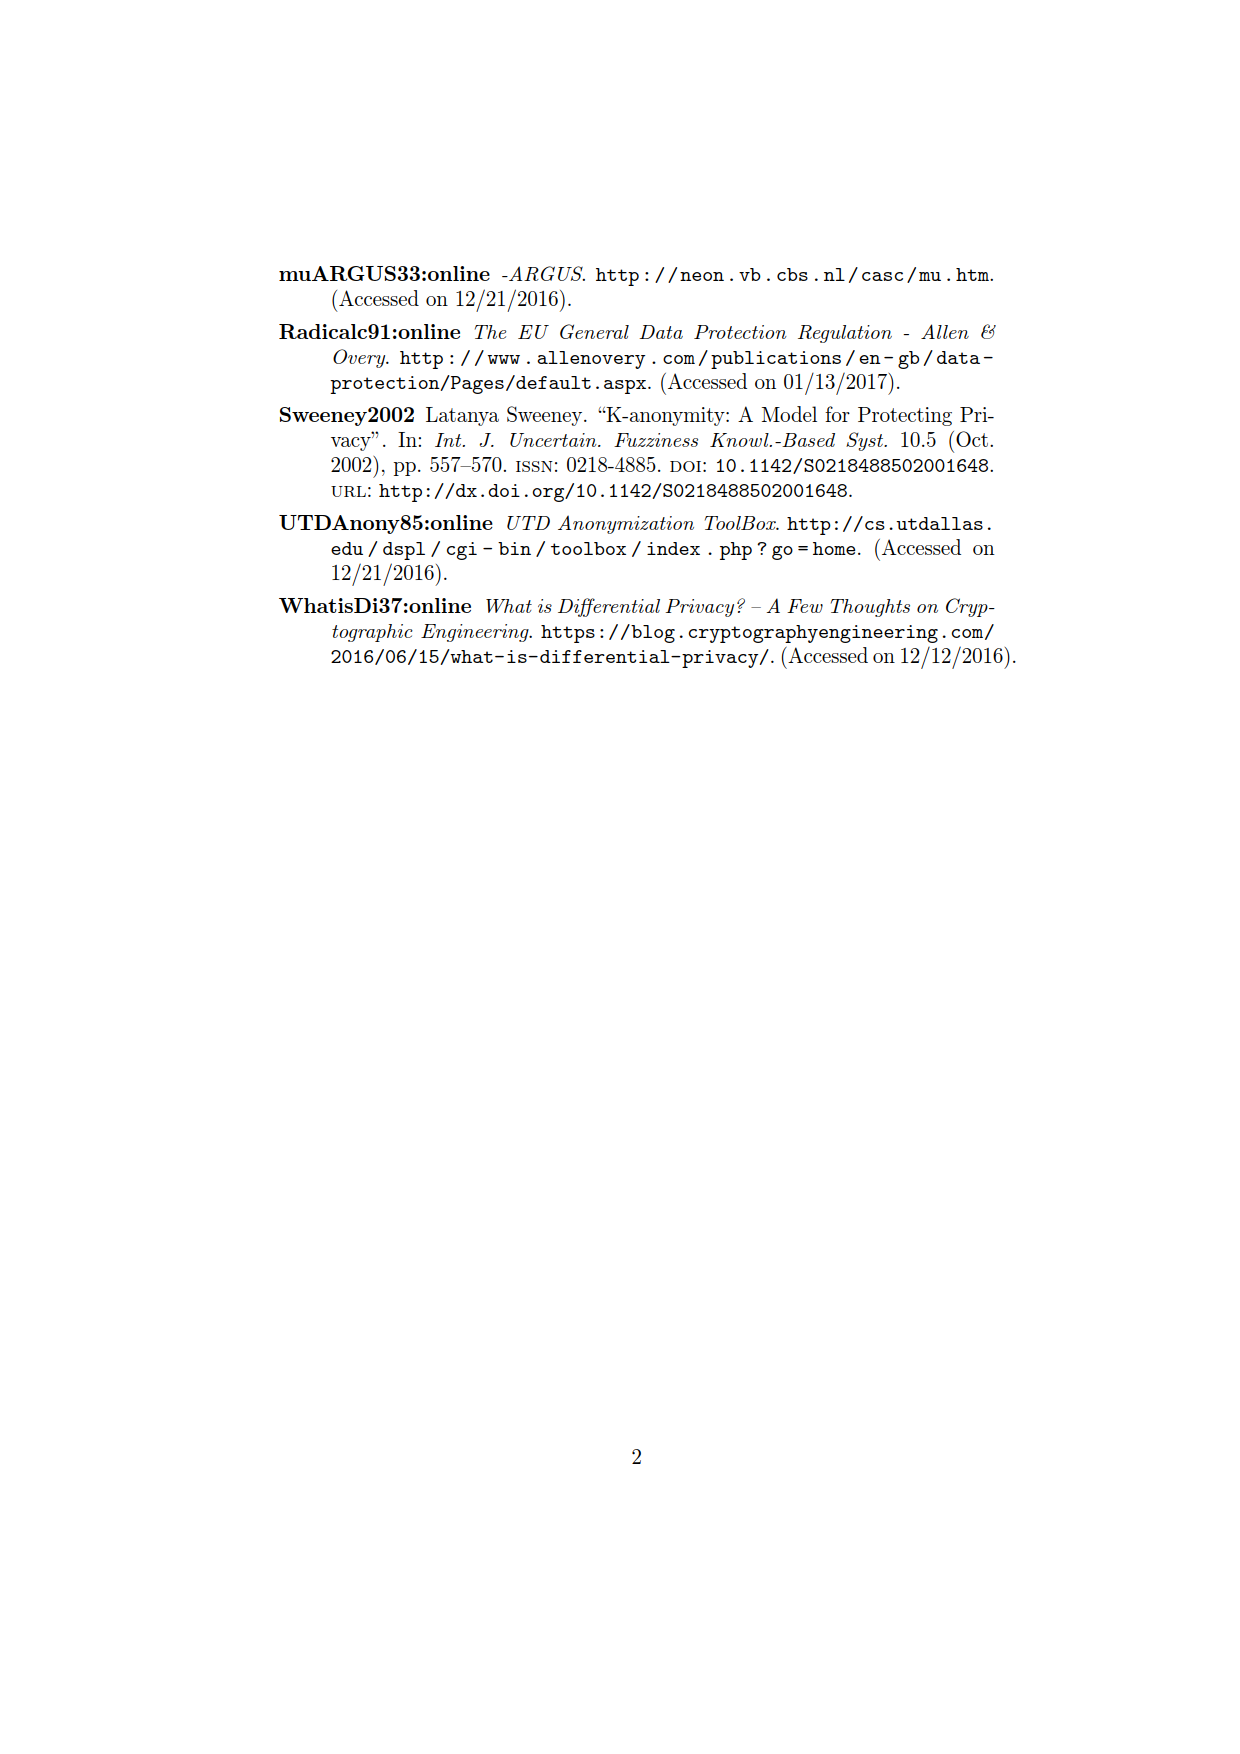 muARGUS33:online -ARGUS. http://neon.vb.cbs.nl/casc/mu.htm.
(Accessed on 12/21/2016).
Radicalc91:online The EU General Data Protection Regulation - Allen &
Overy. http://www.allenovery.com/publications/en-gb/data-
protection/Pages/default.aspx. (Accessed on 01/13/2017).
Sweeney2002 Latanya Sweeney. “K-anonymity: A Model for Protecting Pri-
vacy”. In: Int. J. Uncertain. Fuzziness Knowl.-Based Syst. 10.5 (Oct.
2002), pp. 557–570. ISSN: 0218-4885. DOI: 10.1142/S0218488502001648.
URL: http://dx.doi.org/10.1142/S0218488502001648.
UTDAnony85:online UTD Anonymization ToolBox. http://cs.utdallas.
edu/dspl/cgi-bin/toolbox/index.php?go=home. (Accessed on
12/21/2016).
WhatisDi37:online What is Differential Privacy? – A Few Thoughts on Cryp-
tographic Engineering. https://blog.cryptographyengineering.com/
2016/06/15/what-is-differential-privacy/. (Accessed on 12/12/2016).
2